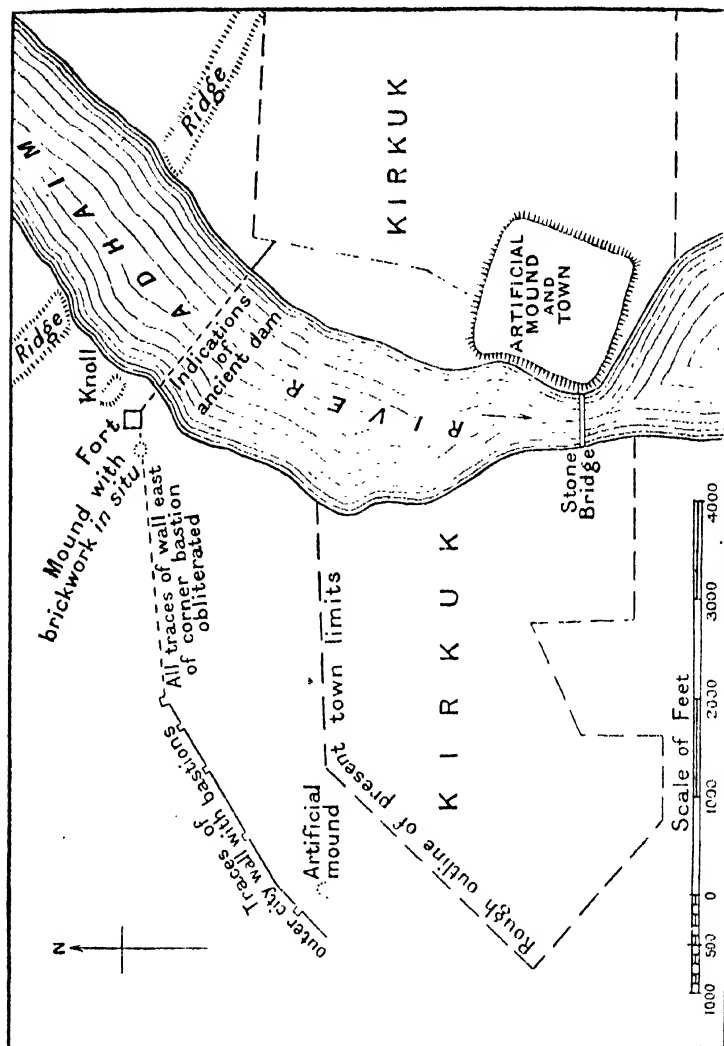 Ridge
Ridge
Knoll
Fort
Mound with
brickwork in situ
RIVER ADHAIM
Indications
of
ancient dam
All traces of wall east
of corner bastion
obliterated
Traces of
outer city wall with bastions
N
Artificial
mound
Rough outline of present town limits
KIRKUK
KIRKUK
ARTIFICIAL
MOUND
AND
TOWN
Stone
Bridge
Scale of Feet
1000 500 0 1000 2000 3000 4000